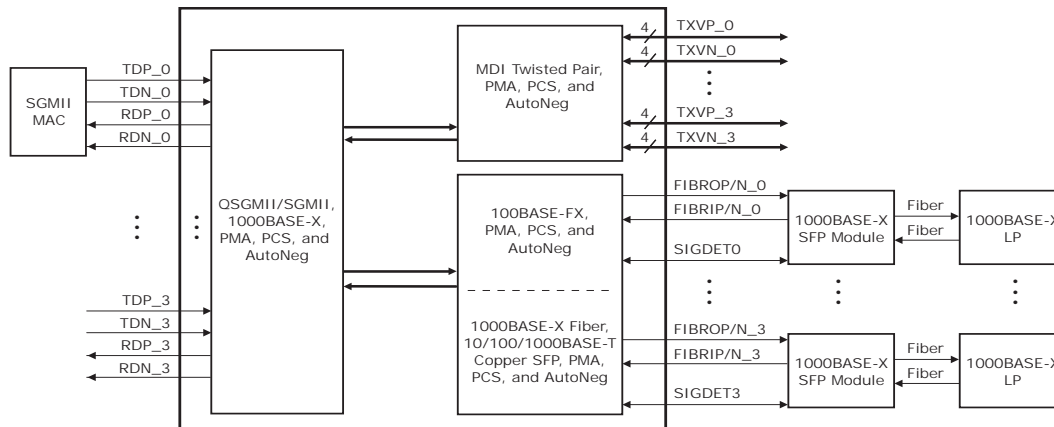 SGMII
MAC
TDP_0
TDN_0
RDP_0
RDN_0
TDP_3
TDN_3
RDP_3
RDN_3
QSGMII/SGMII,
1000BASE-X,
PMA, PCS, and
AutoNeg
MDI Twisted Pair,
PMA, PCS, and
AutoNeg
4 TXVP_0
4 TXVN_0
4 TXVP_3
4 TXVN_3
100BASE-FX,
PMA, PCS, and
AutoNeg
1000BASE-X Fiber,
10/100/1000BASE-T
Copper SFP, PMA,
PCS, and AutoNeg
FIBROP/N_0
FIBRIP/N_0
SIGDET0
1000BASE-X
SFP Module
Fiber
Fiber
1000BASE-X
LP
FIBROP/N_3
FIBRIP/N_3
SIGDET3
1000BASE-X
SFP Module
Fiber
Fiber
1000BASE-X
LP